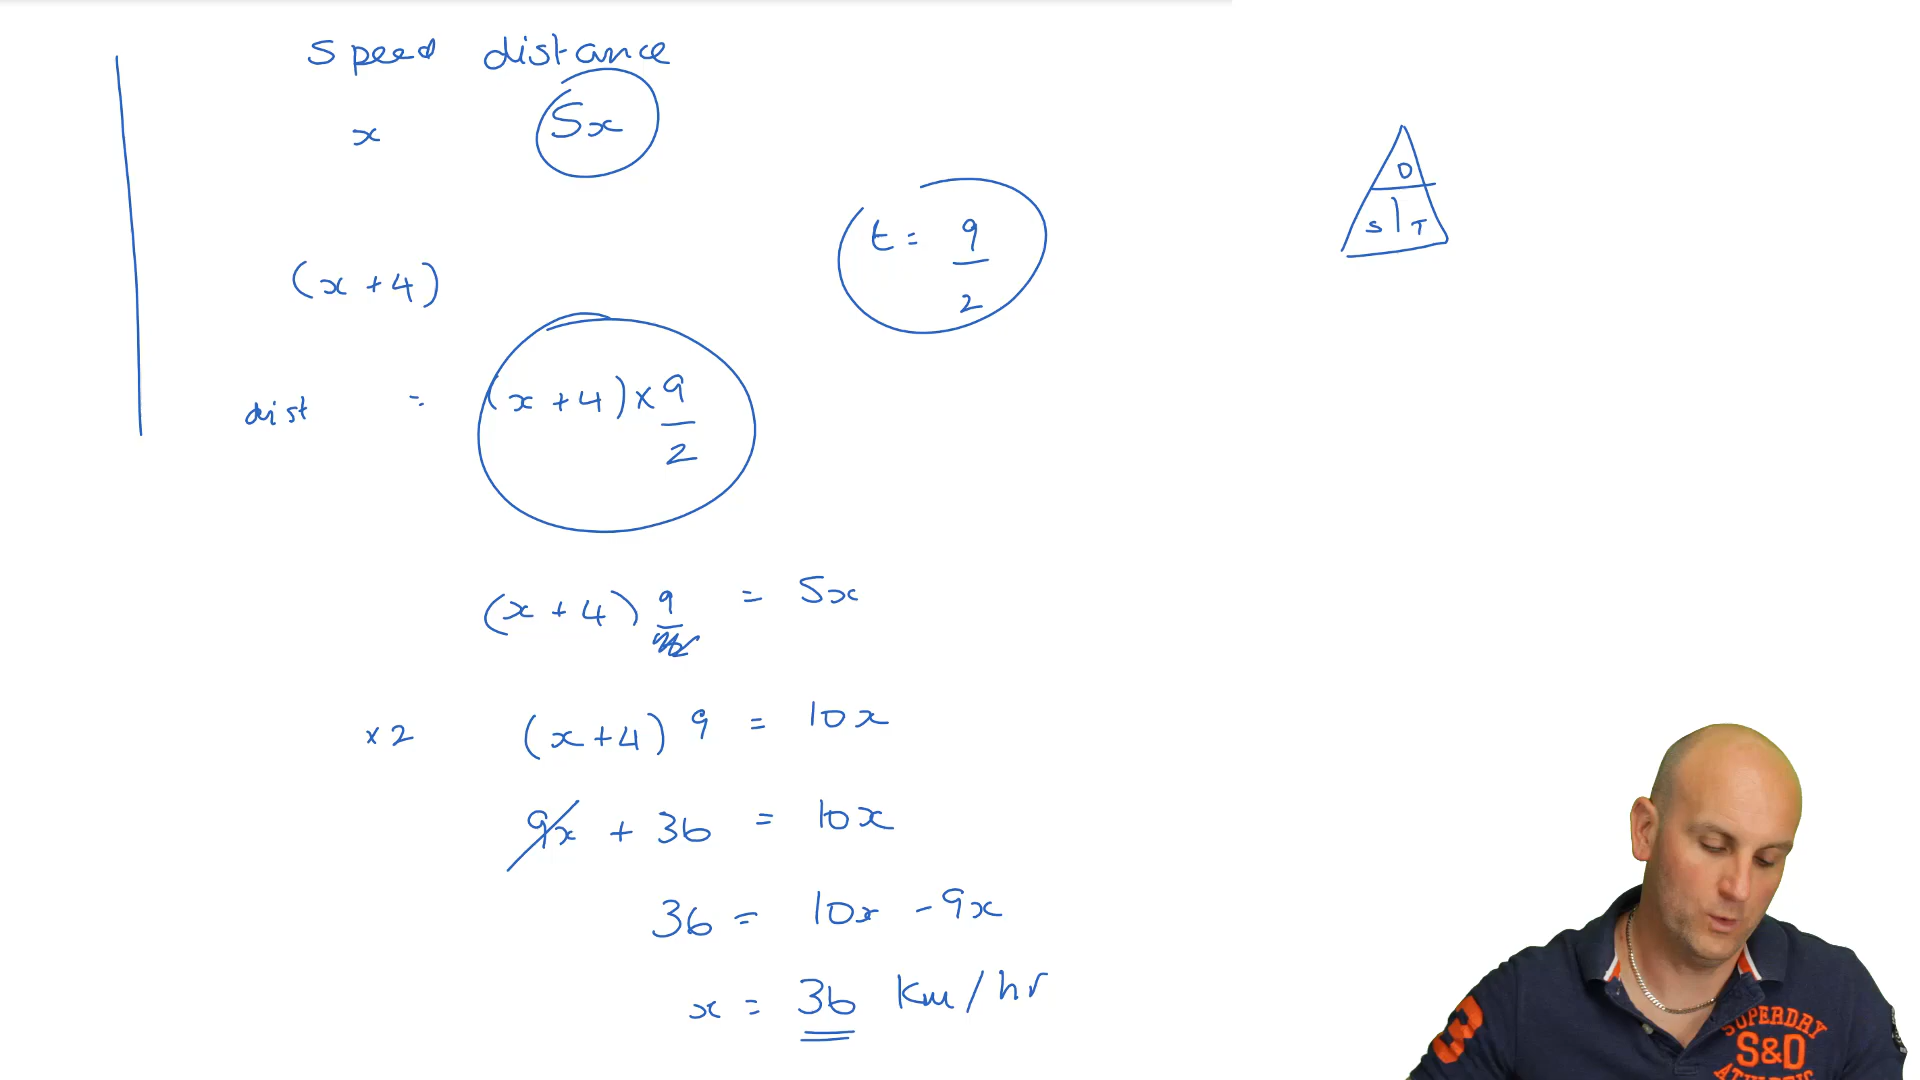 speed distance
x 5x
D
S T
t = 9/2
(x + 4)
dist = (x + 4) × 9/2
(x + 4) 9/2 = 5x
×2 (x+4) 9 = 10x
9x + 36 = 10x
36 = 10x - 9x
x = 36 km/hr
3
SUPERDRY
S&D